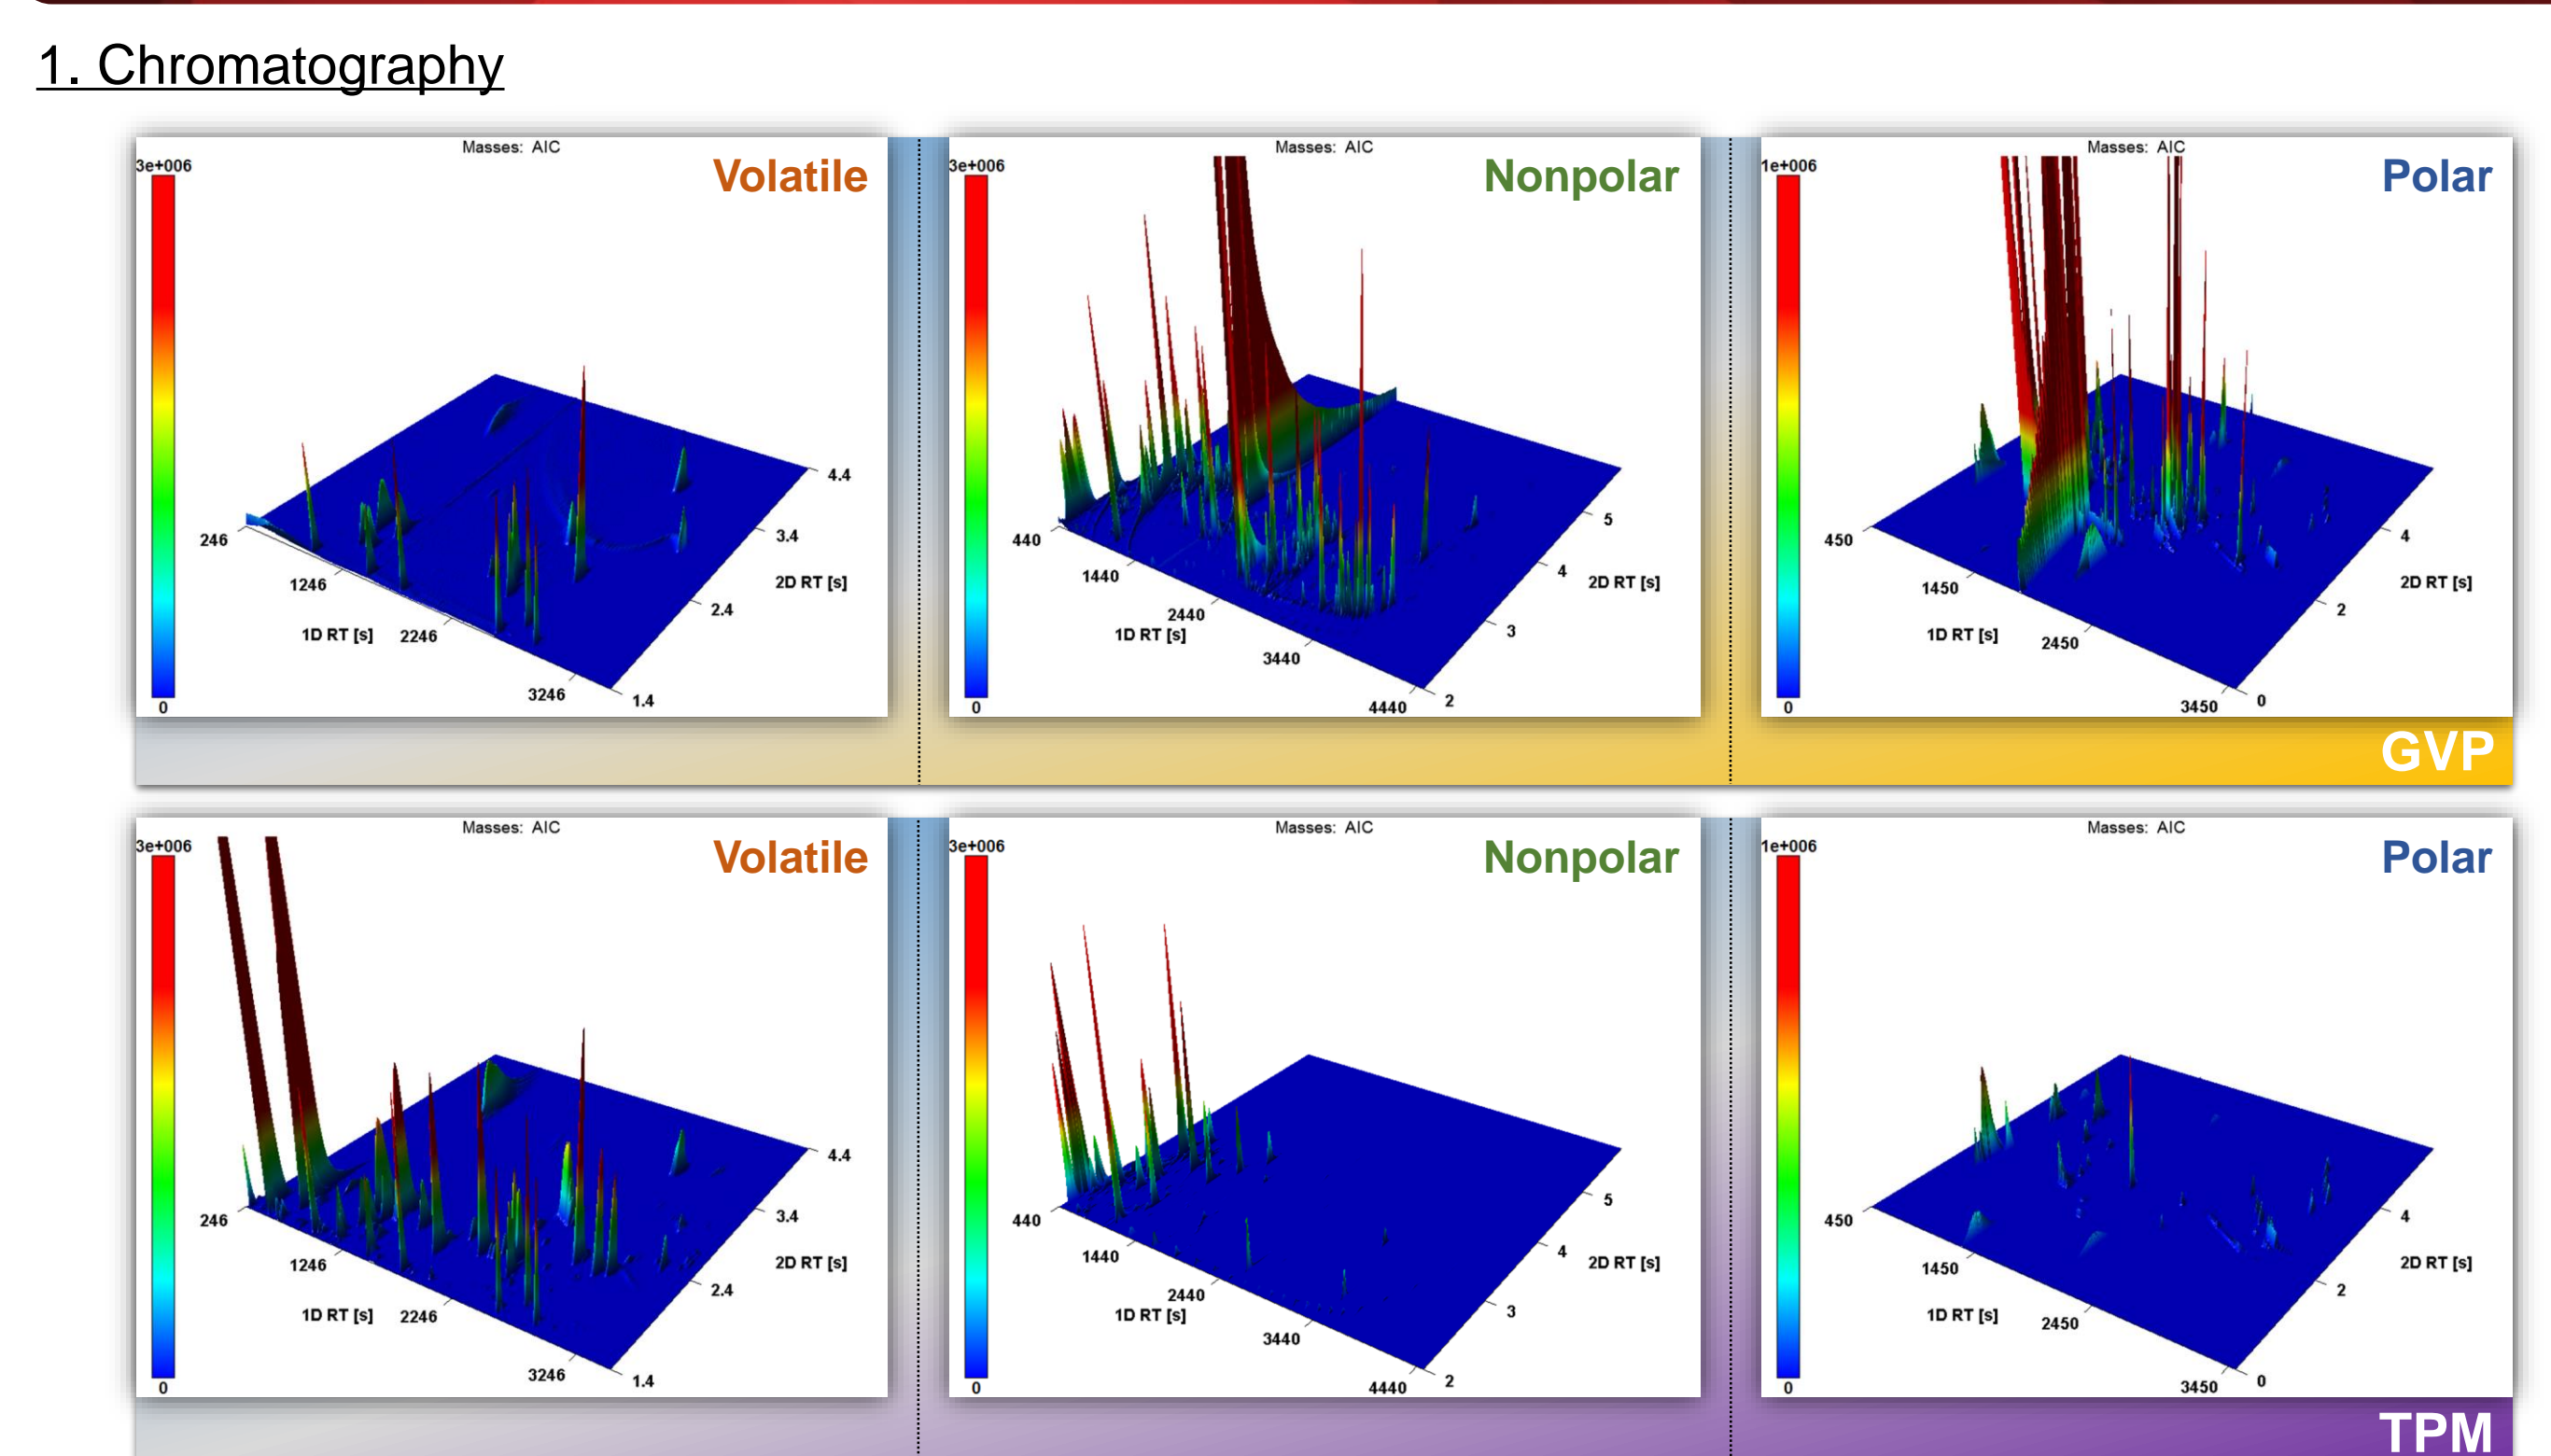 1. Chromatography
Masses: AIC
3e+006
Volatile
246
1246
2246
3246
1D RT [s]
4.4
3.4
2.4
1.4
2D RT [s]
0
Masses: AIC
3e+006
Nonpolar
440
1440
2440
3440
4440
1D RT [s]
5
4
3
2
2D RT [s]
0
Masses: AIC
1e+006
Polar
450
1450
2450
3450
1D RT [s]
4
2
0
2D RT [s]
0
GVP
Masses: AIC
3e+006
Volatile
246
1246
2246
3246
1D RT [s]
4.4
3.4
2.4
1.4
2D RT [s]
0
Masses: AIC
3e+006
Nonpolar
440
1440
2440
3440
4440
1D RT [s]
5
4
3
2
2D RT [s]
0
Masses: AIC
1e+006
Polar
450
1450
2450
3450
1D RT [s]
4
2
0
2D RT [s]
0
TPM